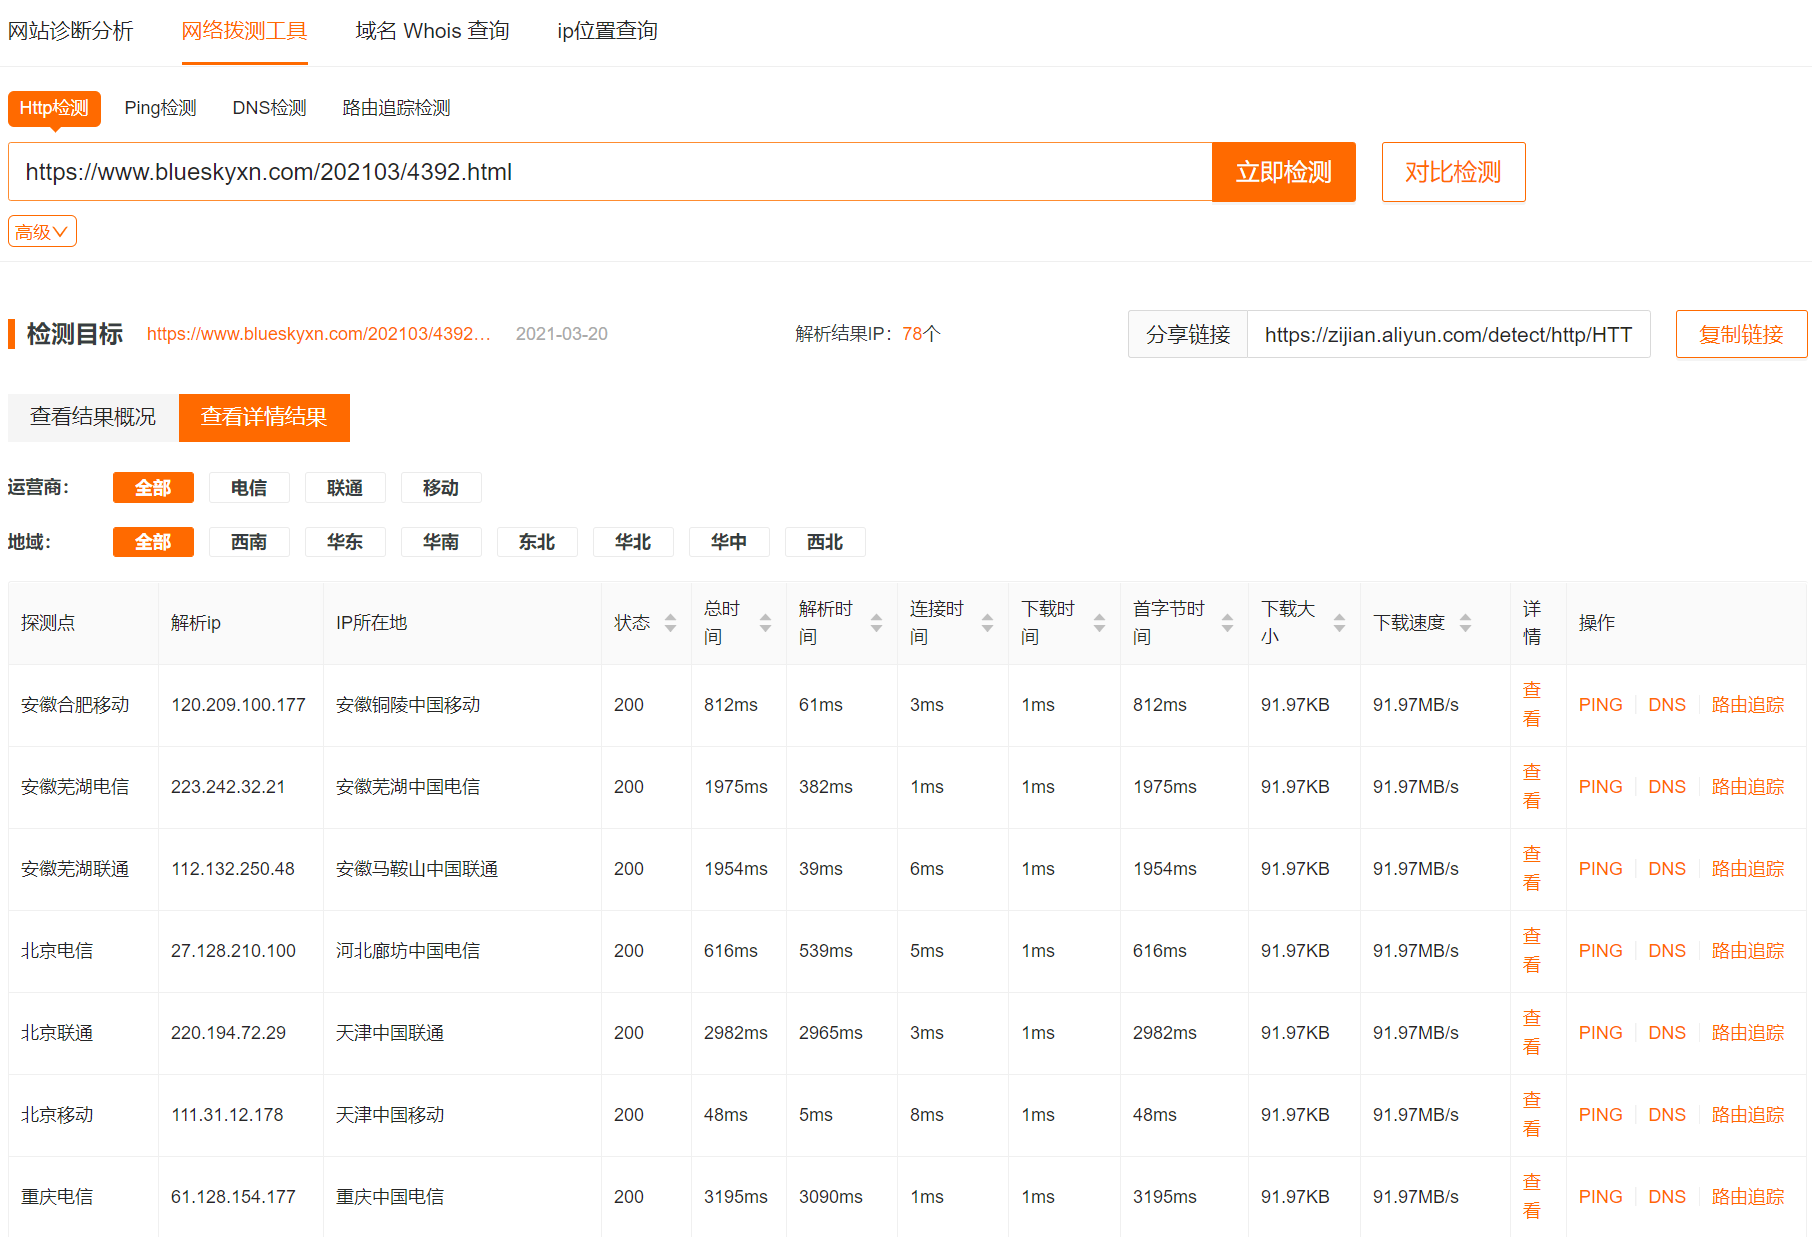 网站诊断分析 网络拨测工具 域名 Whois 查询 ip位置查询
Http检测 Ping检测 DNS检测 路由追踪检测
https://www.blueskyxn.com/202103/4392.html 立即检测 对比检测
高级
检测目标 https://www.blueskyxn.com/202103/4392... 2021-03-20 解析结果IP：78个 分享链接 https://zijian.aliyun.com/detect/http/HTT 复制链接
查看结果概况 查看详情结果
运营商： 全部 电信 联通 移动
地域： 全部 西南 华东 华南 东北 华北 华中 西北
探测点 解析ip IP所在地 状态 总时间 解析时间 连接时间 下载时间 首字节时间 下载大小 下载速度 详情 操作
安徽合肥移动 120.209.100.177 安徽铜陵中国移动 200 812ms 61ms 3ms 1ms 812ms 91.97KB 91.97MB/s 查看 PING DNS 路由追踪
安徽芜湖电信 223.242.32.21 安徽芜湖中国电信 200 1975ms 382ms 1ms 1ms 1975ms 91.97KB 91.97MB/s 查看 PING DNS 路由追踪
安徽芜湖联通 112.132.250.48 安徽马鞍山中国联通 200 1954ms 39ms 6ms 1ms 1954ms 91.97KB 91.97MB/s 查看 PING DNS 路由追踪
北京电信 27.128.210.100 河北廊坊中国电信 200 616ms 539ms 5ms 1ms 616ms 91.97KB 91.97MB/s 查看 PING DNS 路由追踪
北京联通 220.194.72.29 天津中国联通 200 2982ms 2965ms 3ms 1ms 2982ms 91.97KB 91.97MB/s 查看 PING DNS 路由追踪
北京移动 111.31.12.178 天津中国移动 200 48ms 5ms 8ms 1ms 48ms 91.97KB 91.97MB/s 查看 PING DNS 路由追踪
重庆电信 61.128.154.177 重庆中国电信 200 3195ms 3090ms 1ms 1ms 3195ms 91.97KB 91.97MB/s 查看 PING DNS 路由追踪